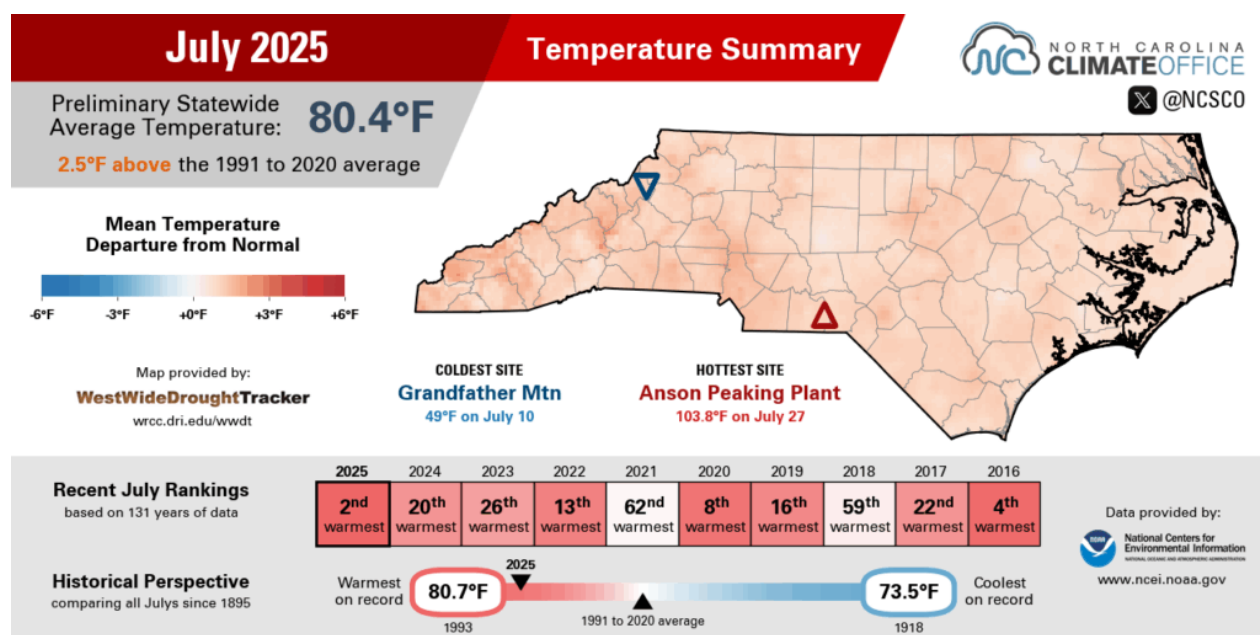 July 2025
Temperature Summary
NC
NORTH CAROLINA
CLIMATEOFFICE
X @NCSCO
Preliminary Statewide
Average Temperature:
80.4°F
2.5°F above the 1991 to 2020 average
Mean Temperature
Departure from Normal
-6°F -3°F +0°F +3°F +6°F
Map provided by:
WestWideDroughtTracker
wrcc.dri.edu/wwdt
COLDEST SITE
Grandfather Mtn
49°F on July 10
HOTTEST SITE
Anson Peaking Plant
103.8°F on July 27
Recent July Rankings
based on 131 years of data
2025 2024 2023 2022 2021 2020 2019 2018 2017 2016
2nd 20th 26th 13th 62nd 8th 16th 59th 22nd 4th
warmest warmest warmest warmest warmest warmest warmest warmest warmest warmest
Historical Perspective
comparing all Julys since 1895
Warmest
on record
80.7°F
1993
2025
1991 to 2020 average
73.5°F
1918
Coolest
on record
Data provided by:
NOAA
National Centers for
Environmental Information
NATIONAL OCEANIC AND ATMOSPHERIC ADMINISTRATION
www.ncei.noaa.gov